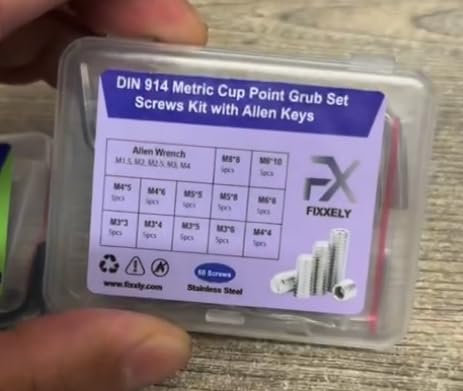 DIN 914 Metric Cup Point Grub Set
Screws Kit with Allen Keys
Allen Wrench
M1.5, M2, M2.5, M3, M4
M8*8
5pcs
M6*10
5pcs
M4*5
5pcs
M4*6
5pcs
M5*5
5pcs
M5*8
5pcs
M6*6
5pcs
M3*3
5pcs
M3*4
5pcs
M3*5
5pcs
M3*6
5pcs
M4*4
5pcs
FX
FIXXELY
60 Screws
www.fixxly.com
Stainless Steel